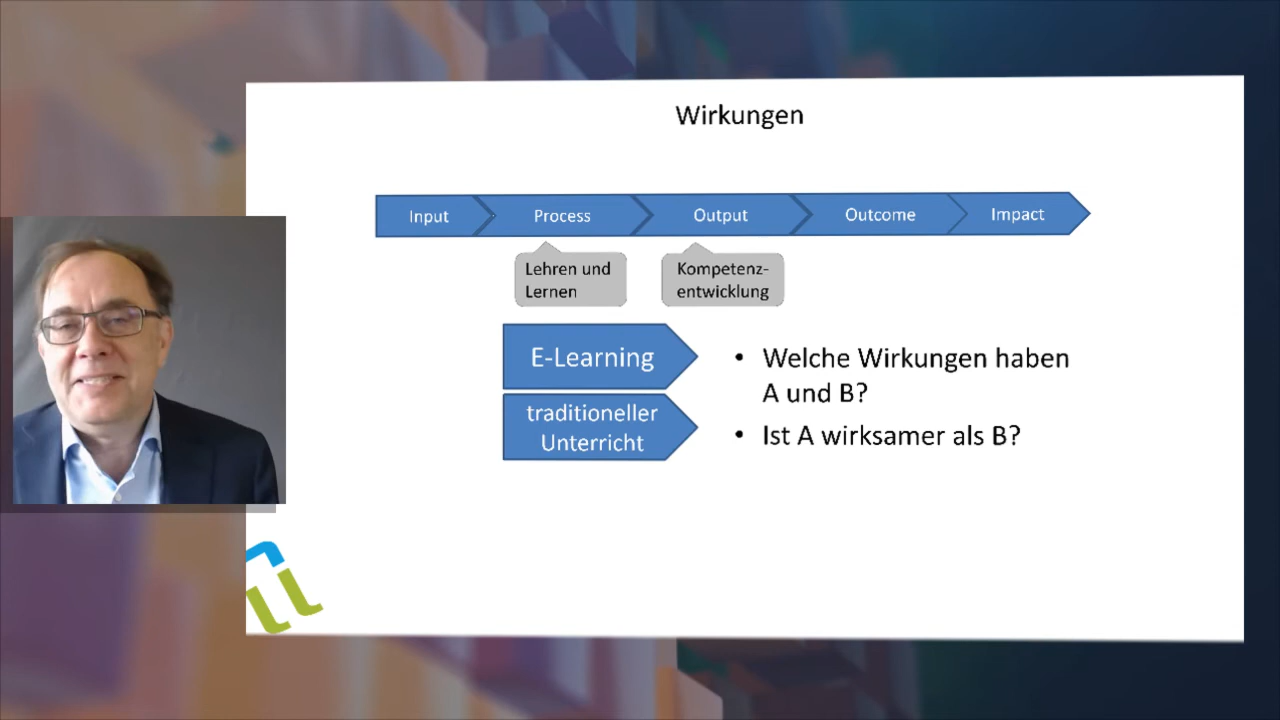 Wirkungen
Input
Process
Output
Outcome
Impact
Lehren und
Lernen
Kompetenz-
entwicklung
E-Learning
traditioneller
Unterricht
• Welche Wirkungen haben
A und B?
• Ist A wirksamer als B?